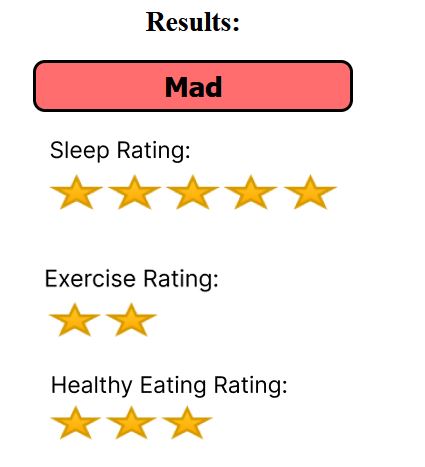 Results:
Mad
Sleep Rating:
Exercise Rating:
Healthy Eating Rating: